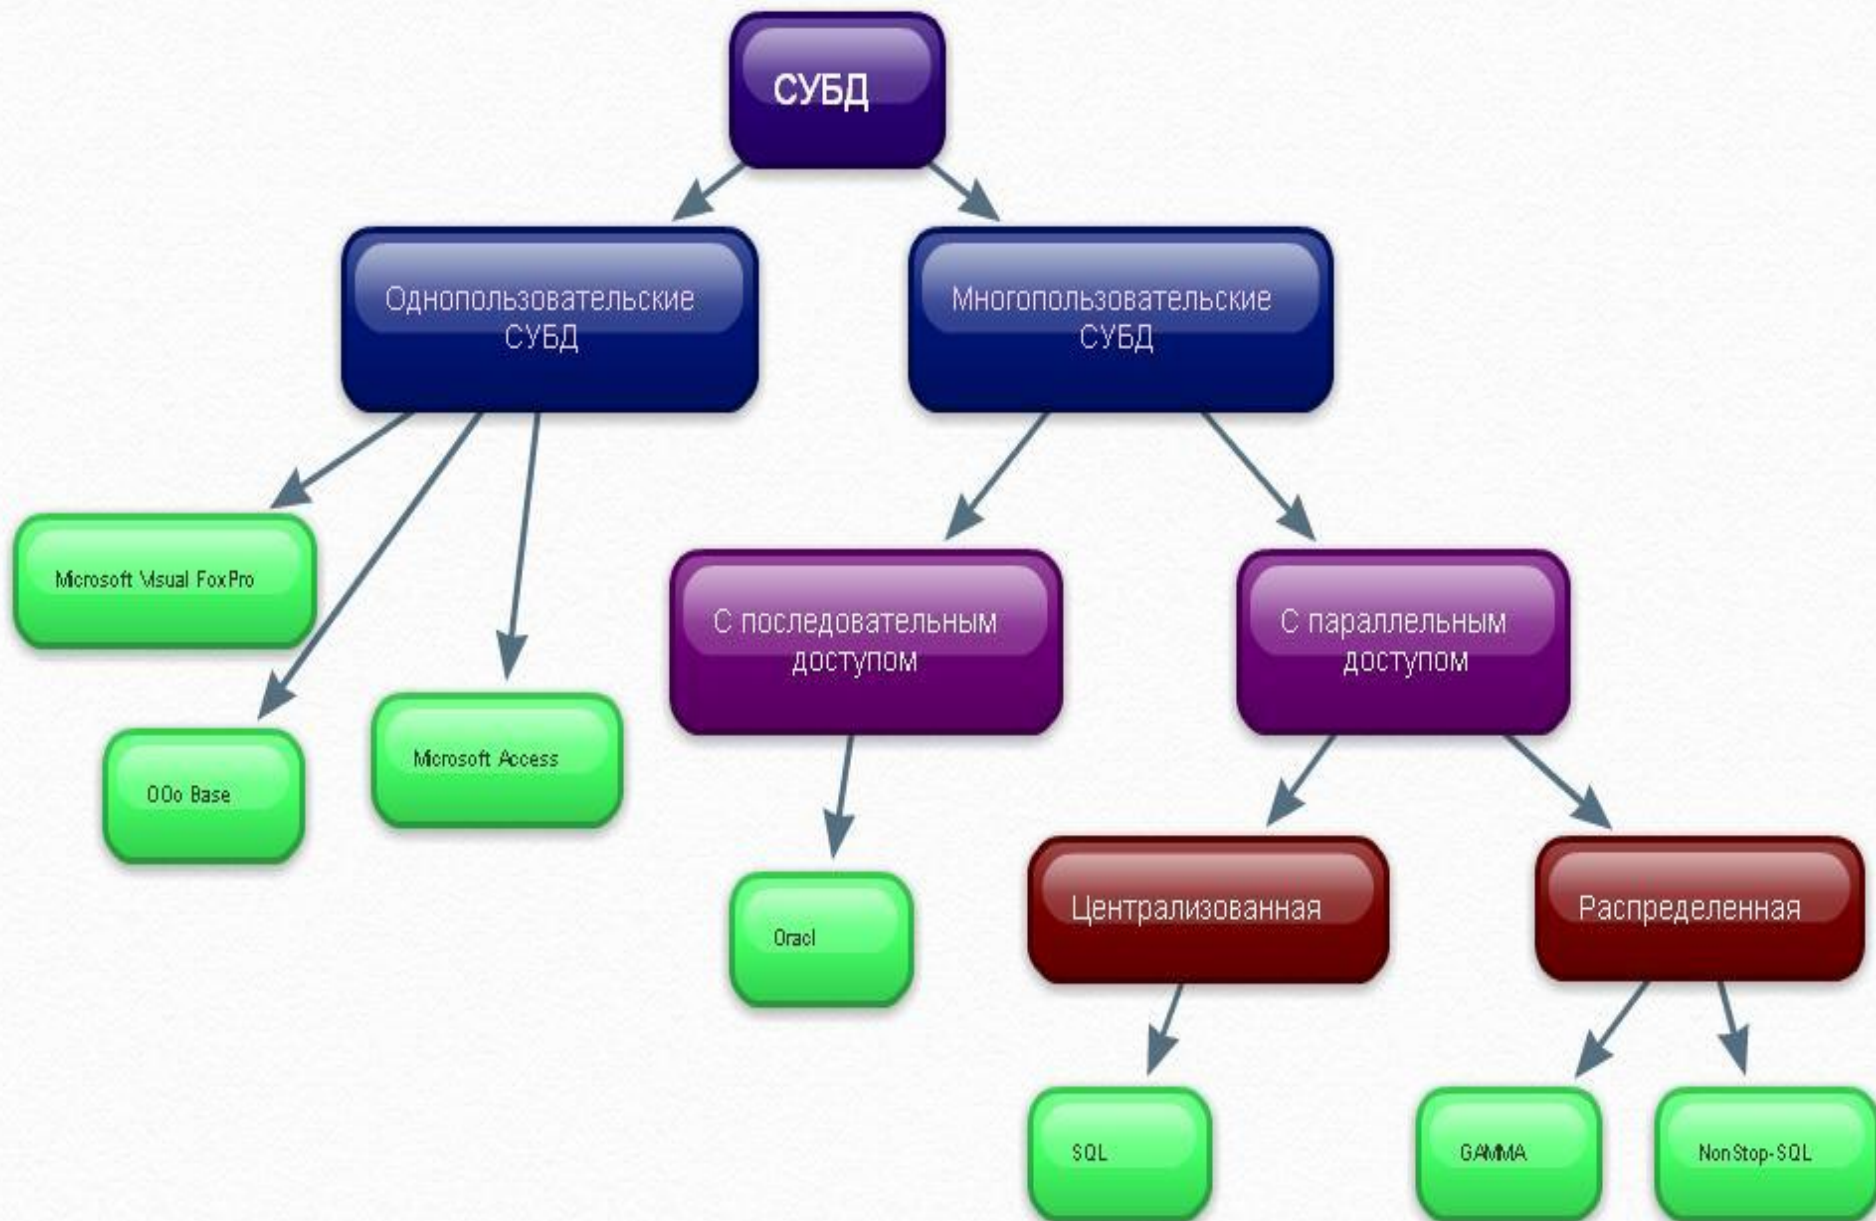 СУБД
Однопользовательские
СУБД
Многопользовательские
СУБД
Microsoft Visual FoxPro
OOo Base
Microsoft Access
С последовательным
доступом
С параллельным
доступом
Oracl
Централизованная
Распределенная
SQL
GAMMA
NonStop-SQL